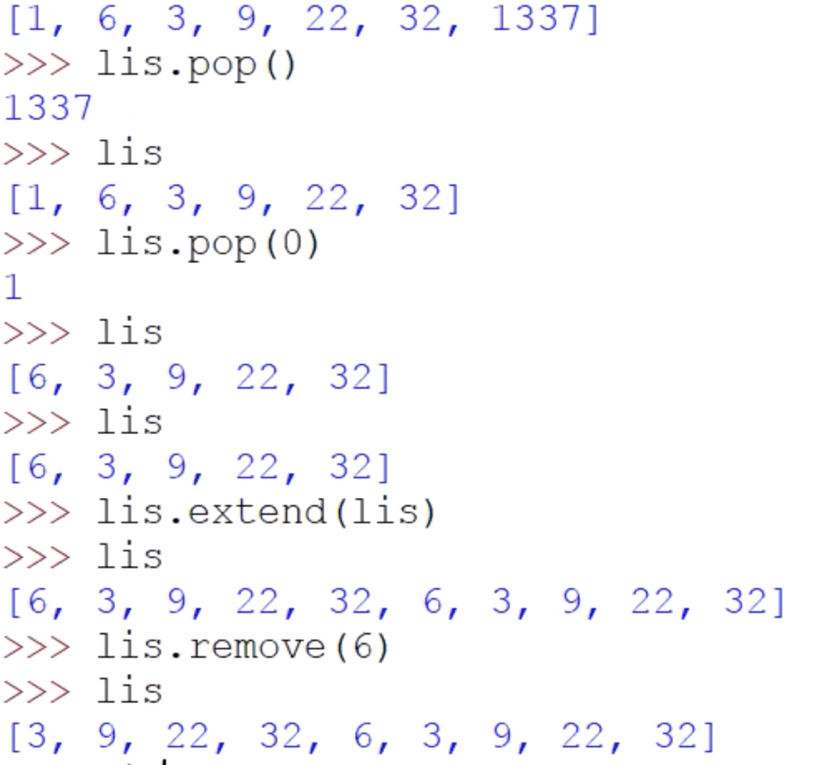 [1, 6, 3, 9, 22, 32, 1337]
>>> lis.pop()
1337
>>> lis
[1, 6, 3, 9, 22, 32]
>>> lis.pop(0)
1
>>> lis
[6, 3, 9, 22, 32]
>>> lis
[6, 3, 9, 22, 32]
>>> lis.extend(lis)
>>> lis
[6, 3, 9, 22, 32, 6, 3, 9, 22, 32]
>>> lis.remove(6)
>>> lis
[3, 9, 22, 32, 6, 3, 9, 22, 32]